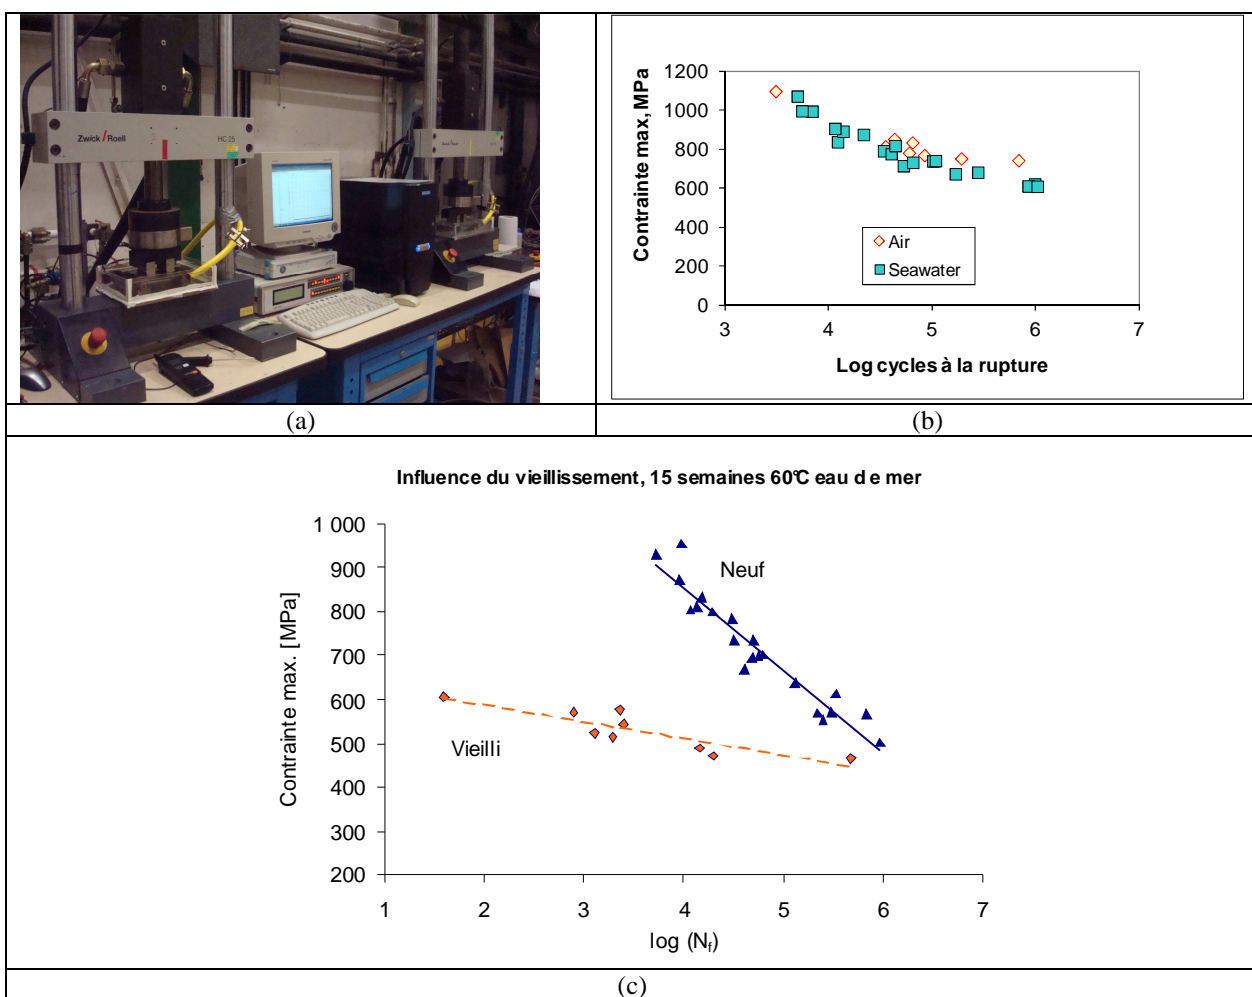 Zwick / Roell
HC 25
(a)
Contrainte max, MPa
1200
1000
800
600
400
200
0
Air
Seawater
3 4 5 6 7
Log cycles à la rupture
(b)
Influence du vieillissement, 15 semaines 60°C eau d e mer
Contrainte max. [MPa]
1 000
900
800
700
600
500
400
300
200
Neuf
Vieilli
1 2 3 4 5 6 7
log (Nf)
(c)